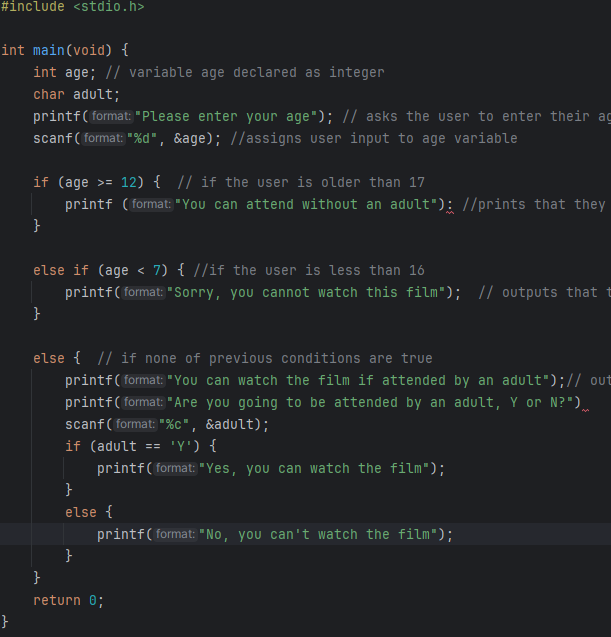 #include <stdio.h>
int main(void) {
int age; // variable age declared as integer
char adult;
printf(format:"Please enter your age"); // asks the user to enter their ag
scanf(format:"%d", &age); //assigns user input to age variable
if (age >= 12) {  // if the user is older than 17
printf (format:"You can attend without an adult"): //prints that they
}
else if (age < 7) { //if the user is less than 16
printf(format:"Sorry, you cannot watch this film");  // outputs that t
}
else {  // if none of previous conditions are true
printf(format:"You can watch the film if attended by an adult");// out
printf(format:"Are you going to be attended by an adult, Y or N?")
scanf(format:"%c", &adult);
if (adult == 'Y') {
printf(format:"Yes, you can watch the film");
}
else {
printf(format:"No, you can't watch the film");
}
}
return 0;
}